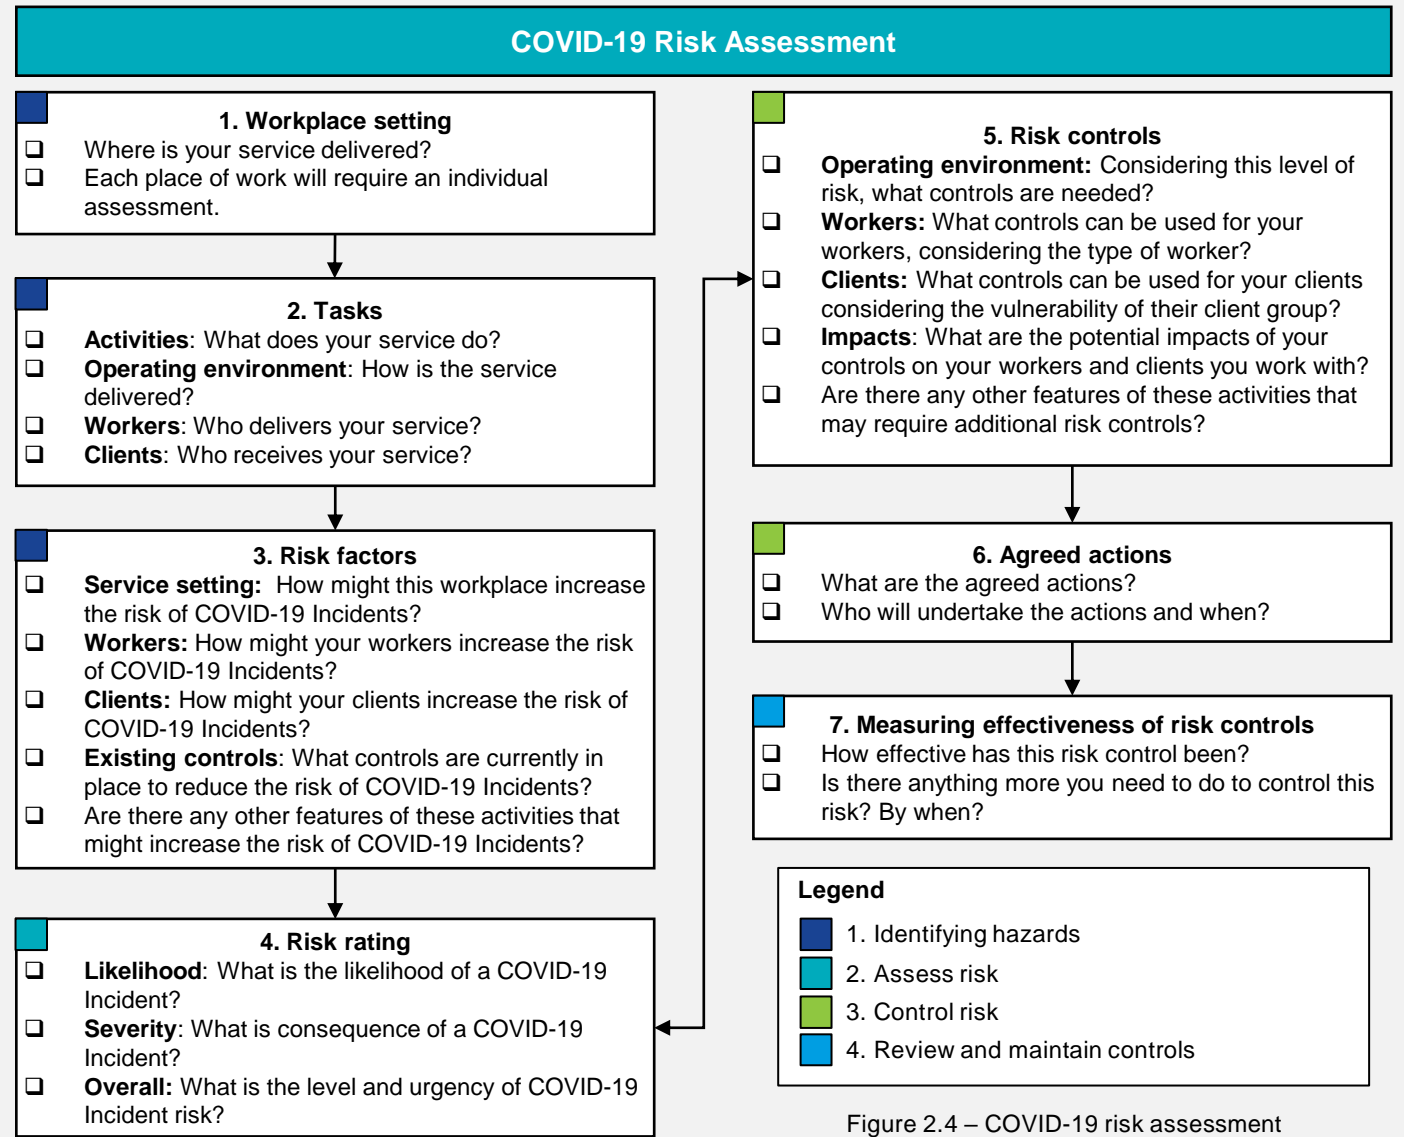 COVID-19 Risk Assessment
1. Workplace setting
❑ Where is your service delivered?
❑ Each place of work will require an individual
assessment.
2. Tasks
❑ Activities: What does your service do?
❑ Operating environment: How is the service
delivered?
❑ Workers: Who delivers your service?
❑ Clients: Who receives your service?
3. Risk factors
❑ Service setting: How might this workplace increase
the risk of COVID-19 Incidents?
❑ Workers: How might your workers increase the risk
of COVID-19 Incidents?
❑ Clients: How might your clients increase the risk of
COVID-19 Incidents?
❑ Existing controls: What controls are currently in
place to reduce the risk of COVID-19 Incidents?
❑ Are there any other features of these activities that
might increase the risk of COVID-19 Incidents?
4. Risk rating
❑ Likelihood: What is the likelihood of a COVID-19
Incident?
❑ Severity: What is consequence of a COVID-19
Incident?
❑ Overall: What is the level and urgency of COVID-19
Incident risk?
5. Risk controls
❑ Operating environment: Considering this level of
risk, what controls are needed?
❑ Workers: What controls can be used for your
workers, considering the type of worker?
❑ Clients: What controls can be used for your clients
considering the vulnerability of their client group?
❑ Impacts: What are the potential impacts of your
controls on your workers and clients you work with?
❑ Are there any other features of these activities that
may require additional risk controls?
6. Agreed actions
❑ What are the agreed actions?
❑ Who will undertake the actions and when?
7. Measuring effectiveness of risk controls
❑ How effective has this risk control been?
❑ Is there anything more you need to do to control this
risk? By when?
Legend
1. Identifying hazards
2. Assess risk
3. Control risk
4. Review and maintain controls
Figure 2.4 – COVID-19 risk assessment